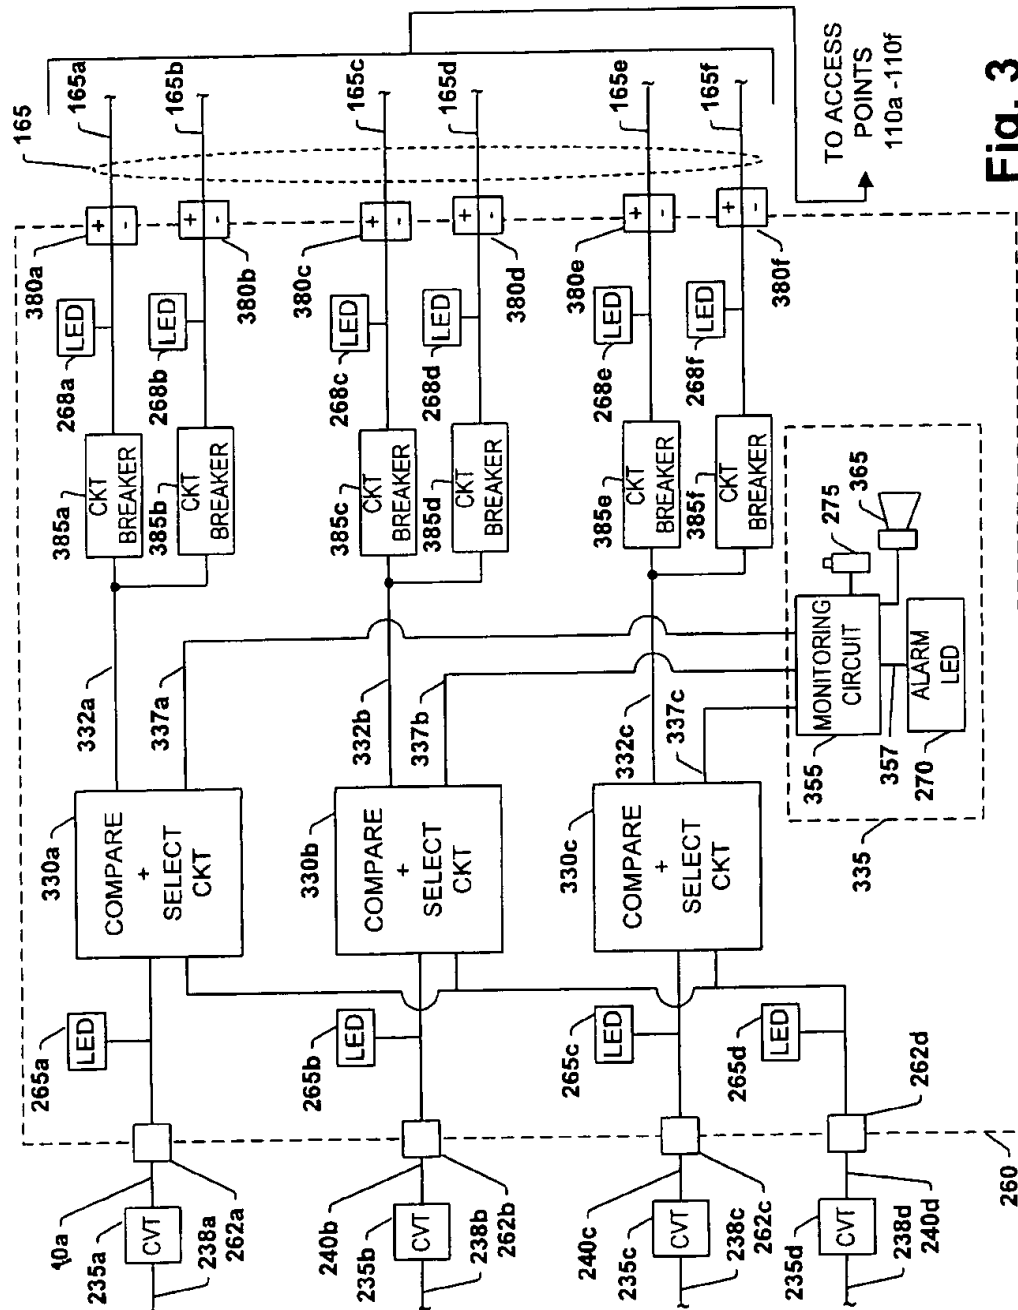 165
165a
165b
165c
165d
165e
165f
TO ACCESS
POINTS
110a -110f
Fig. 3
380a
+
-
+
-
380b
380c
+
-
+
-
380d
380e
+
-
+
-
380f
LED
268a
LED
268b
LED
268c
LED
268d
LED
268e
LED
268f
385a
CKT
BREAKER
385b
CKT
BREAKER
385c
CKT
BREAKER
385d
CKT
BREAKER
385e
CKT
BREAKER
385f
CKT
BREAKER
275
365
332a
337a
332b
337b
332c
337c
MONITORING
CIRCUIT
355
357
ALARM
LED
270
335
330a
COMPARE
+
SELECT
CKT
330b
COMPARE
+
SELECT
CKT
330c
COMPARE
+
SELECT
CKT
LED
265a
LED
265b
LED
265c
LED
265d
235a
CVT
238a
262a
240b
235b
CVT
238b
262b
240c
235c
CVT
238c
262c
262d
235d
CVT
238d
240d
260